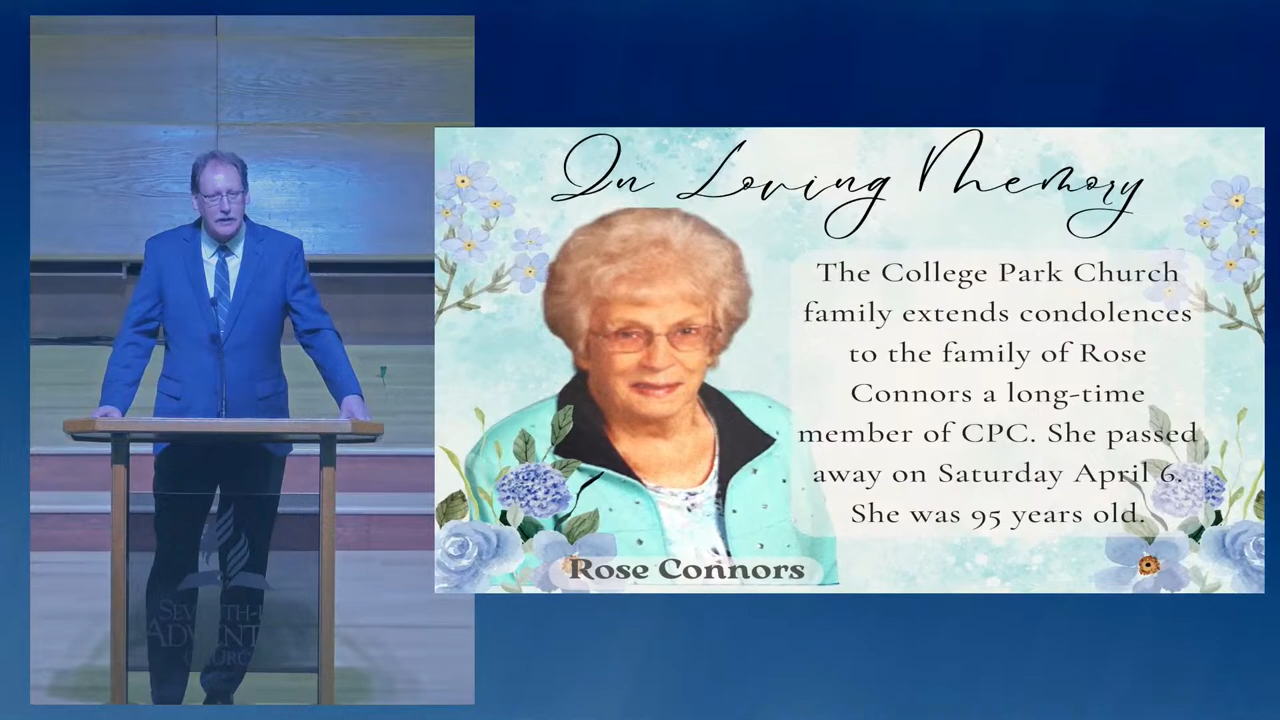 In Loving Memory
The College Park Church
family extends condolences
to the family of Rose
Connors a long-time
member of CPC. She passed
away on Saturday April 6.
She was 95 years old.
Rose Connors
CHURCH